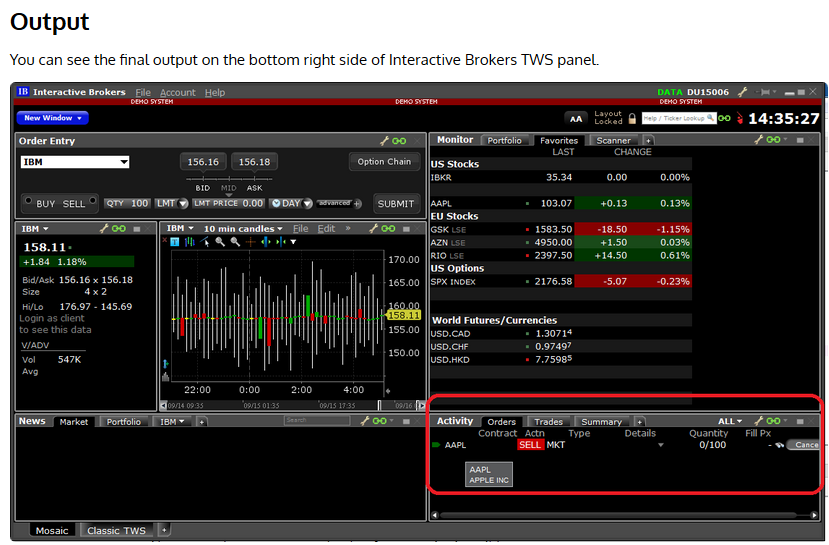 Output
You can see the final output on the bottom right side of Interactive Brokers TWS panel.
IB Interactive Brokers File Account Help DATA DU15006
DEMO SYSTEM DEMO SYSTEM DEMO SYSTEM
New Window AA Layout Locked Help / Ticker Lookup 14:35:27
Order Entry
IBM 156.16 156.18 Option Chain
BID MID ASK
BUY SELL QTY 100 LMT LMT PRICE 0.00 DAY advanced + SUBMIT
IBM
158.11
+1.84 1.18%
Bid/Ask 156.16 x 156.18
Size 4 x 2
Hi/Lo 176.97 - 145.69
Login as client
to see this data
V/ADV
Vol 547K
Avg
IBM 10 min candles File Edit »
170.00
165.00
160.00
158.11
155.00
150.00
22:00 0:00 2:00 4:00
09/14 09:35 09/15 01:35 09/15 17:35 09/16
Monitor Portfolio Favorites Scanner +
LAST CHANGE
US Stocks
IBKR 35.34 0.00 0.00%
AAPL 103.07 +0.13 0.13%
EU Stocks
GSK LSE 1583.50 -18.50 -1.15%
AZN LSE 4950.00 +1.50 0.03%
RIO LSE 2397.50 +14.50 0.61%
US Options
SPX INDEX 2176.58 -5.07 -0.23%
World Futures/Currencies
USD.CAD 1.30714
USD.CHF 0.97497
USD.HKD 7.75985
News Market Portfolio IBM + Search
Activity Orders Trades Summary + ALL
Contract Actn Type Details Quantity Fill Px
AAPL SELL MKT 0/100 - Cance
AAPL
APPLE INC
Mosaic Classic TWS +